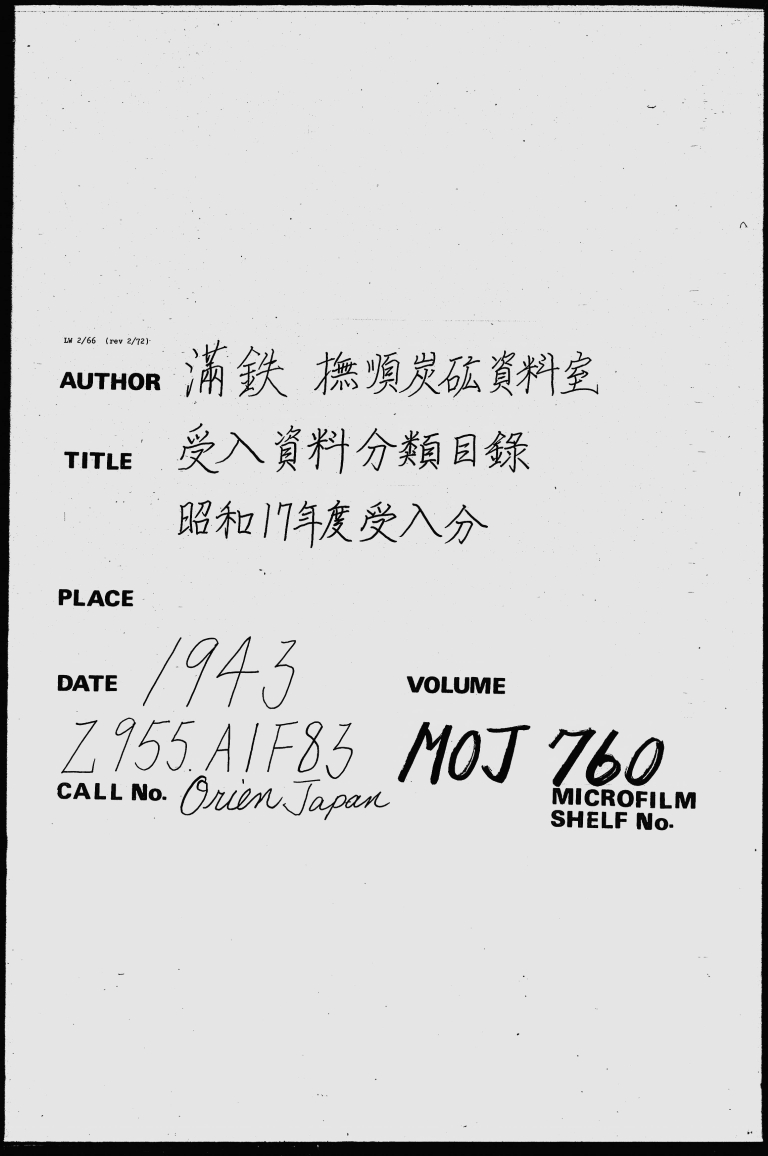 LW 2/66 (rev 2/72)
AUTHOR 滿鉄 撫順炭砿資料室
TITLE 受入資料分類目錄
昭和17年度受入分
PLACE
DATE 1943 VOLUME
Z955.A1F83 MOJ 760
CALL No. Orien Japan MICROFILM
SHELF No.